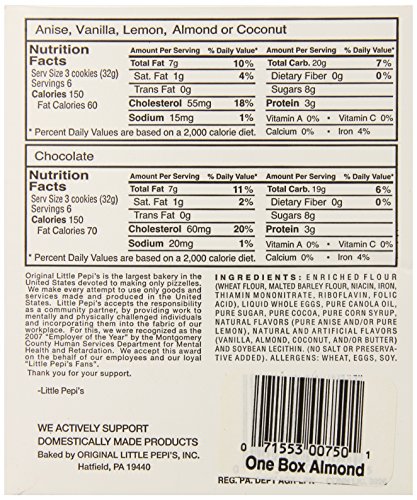 Anise, Vanilla, Lemon, Almond or Coconut
Nutrition
Facts
Serv Size 3 cookies (32g)
Servings 6
Calories 150
Fat Calories 60
Amount Per Serving % Daily Value*
Total Fat 7g 10%
Sat. Fat 1g 4%
Trans Fat 0g
Cholesterol 55mg 18%
Sodium 15mg 1%
Amount Per Serving % Daily Value*
Total Carb. 20g 7%
Dietary Fiber 0g 0%
Sugars 8g
Protein 3g
Vitamin A 0% • Vitamin C 0%
Calcium 0% • Iron 4%
* Percent Daily Values are based on a 2,000 calorie diet.
Chocolate
Nutrition
Facts
Serv Size 3 cookies (32g)
Servings 6
Calories 150
Fat Calories 70
Amount Per Serving % Daily Value*
Total Fat 7g 11%
Sat. Fat 1g 2%
Trans Fat 0g
Cholesterol 60mg 20%
Sodium 20mg 1%
Amount Per Serving % Daily Value*
Total Carb. 19g 6%
Dietary Fiber 0g 0%
Sugars 8g
Protein 3g
Vitamin A 0% • Vitamin C 0%
Calcium 0% • Iron 4%
* Percent Daily Values are based on a 2,000 calorie diet.
Original Little Pepi's is the largest bakery in the
United States devoted to making only pizzelles.
We make every attempt to use only goods and
services made and produced in the United
States. Little Pepi's accepts the responsibility
as a community partner, by providing work to
mentally and physically challenged individuals
and incorporating them into the fabric of our
workplace. For this, we were recognized as the
2007 "Employer of the Year" by the Montgomery
County Human Services Department for Mental
Health and Retardation. We accept this award
on the behalf of our employees and our loyal
"Little Pepi's Fans".
Thank you for your support.
-Little Pepi's
WE ACTIVELY SUPPORT
DOMESTICALLY MADE PRODUCTS
Baked by ORIGINAL LITTLE PEPI'S, INC.
Hatfield, PA 19440
INGREDIENTS: ENRICHED FLOUR
(WHEAT FLOUR, MALTED BARLEY FLOUR, NIACIN, IRON,
THIAMIN MONONITRATE, RIBOFLAVIN, FOLIC
ACID), LIQUID WHOLE EGGS, PURE CANOLA OIL,
PURE SUGAR, PURE COCOA, PURE CORN SYRUP,
NATURAL FLAVORS (PURE ANISE AND/OR PURE
LEMON), NATURAL AND ARTIFICIAL FLAVORS
(VANILLA, ALMOND, COCONUT, AND/OR BUTTER)
AND SOYBEAN LECITHIN. (NO SALT OR PRESERVA-
TIVE ADDED). ALLERGENS: WHEAT, EGGS, SOY.
0 71553 00750 1
One Box Almond
REG. PA. DEPT AGR.